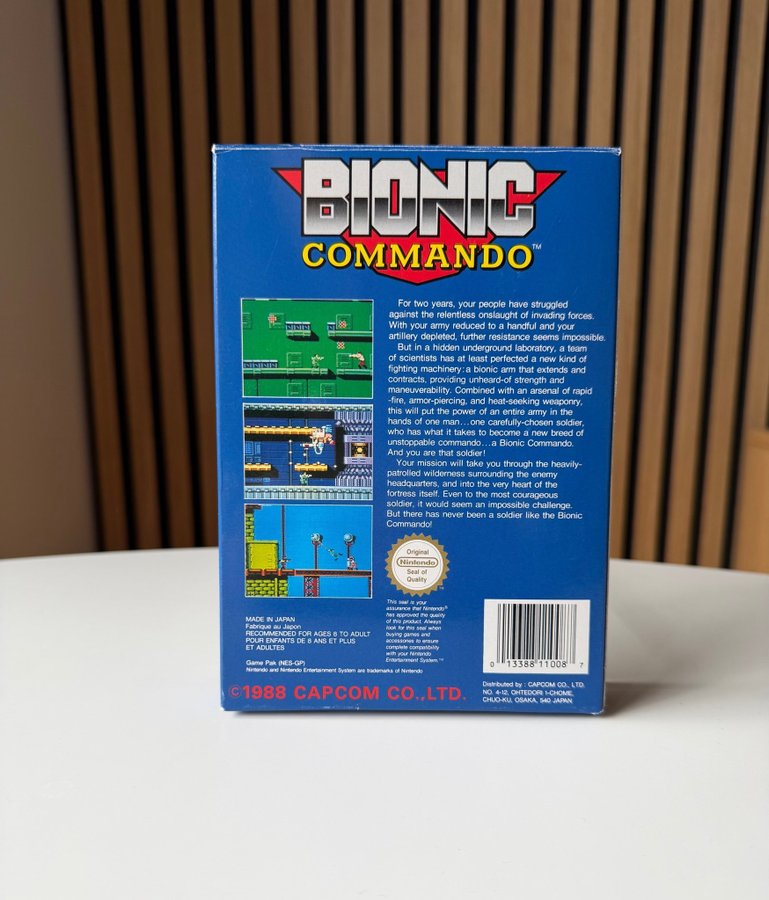 BIONIC
COMMANDO™
For two years, your people have struggled
against the relentless onslaught of invading forces.
With your army reduced to a handful and your
artillery depleted, further resistance seems impossible.
But in a hidden underground laboratory, a team
of scientists has at least perfected a new kind of
fighting machinery: a bionic arm that extends and
contracts, providing unheard-of strength and
maneuverability. Combined with an arsenal of rapid
-fire, armor-piercing, and heat-seeking weaponry,
this will put the power of an entire army in the
hands of one man...one carefully-chosen soldier,
who has what it takes to become a new breed of
unstoppable commando...a Bionic Commando.
And you are that soldier!
Your mission will take you through the heavily-
patrolled wilderness surrounding the enemy
headquarters, and into the very heart of the
fortress itself. Even to the most courageous
soldier, it would seem an impossible challenge.
But there has never been a soldier like the Bionic
Commando!
Original
Nintendo
Seal of
Quality
TM
This seal is your
assurance that Nintendo®
has approved the quality
of this product. Always
look for this seal when
buying games and
accessories to ensure
complete compatibility
with your Nintendo
Entertainment System.™
MADE IN JAPAN
Fabrique au Japon
RECOMMENDED FOR AGES 8 TO ADULT
POUR ENFANTS DE 8 ANS ET PLUS
ET ADULTES
Game Pak (NES-GP)
Nintendo and Nintendo Entertainment System are trademarks of Nintendo
©1988 CAPCOM CO., LTD.
0 13388 11008 7
Distributed by : CAPCOM CO., LTD.
NO. 4-12, OHTEDORI 1-CHOME,
CHUO-KU, OSAKA, 540 JAPAN